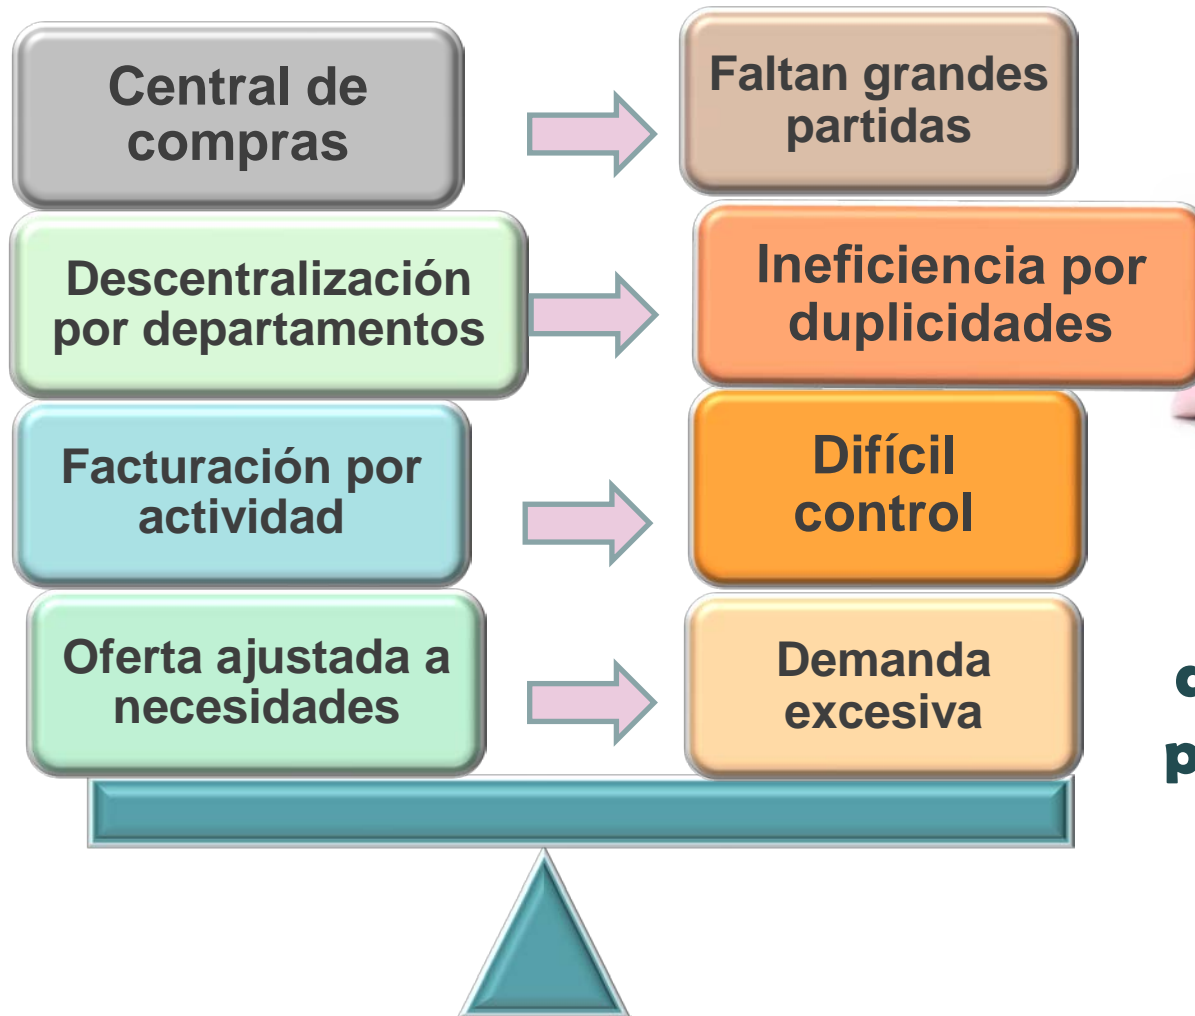 Central de
compras
Faltan grandes
partidas
Descentralización
por departamentos
Ineficiencia por
duplicidades
Facturación por
actividad
Difícil
control
Oferta ajustada a
necesidades
Demanda
excesiva